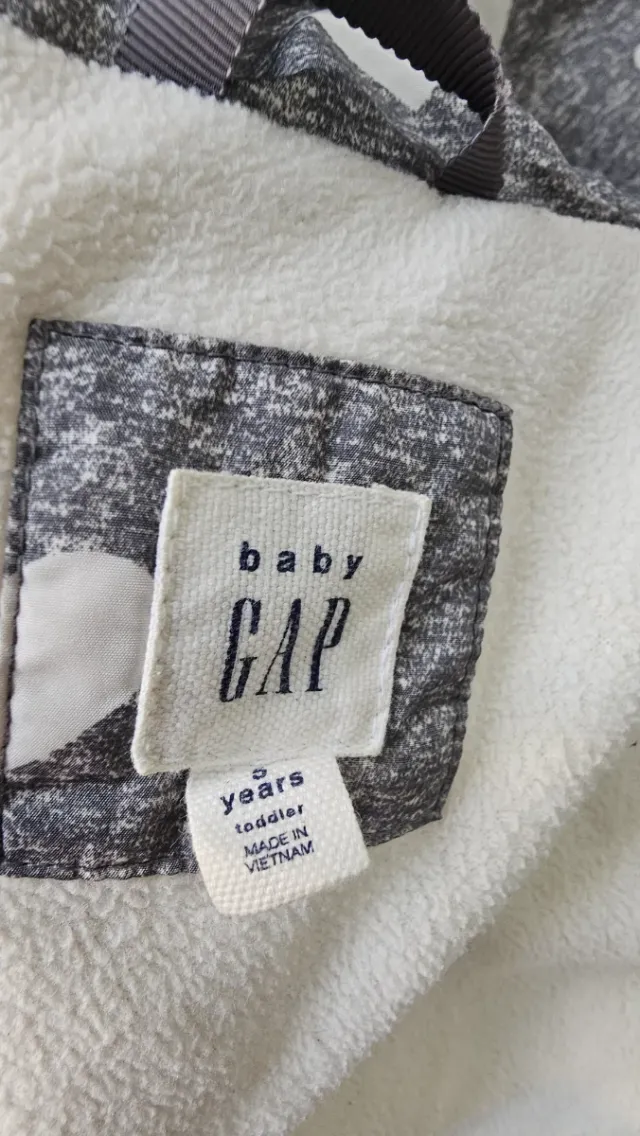 baby
GAP
years
toddler
MADE IN
VIETNAM